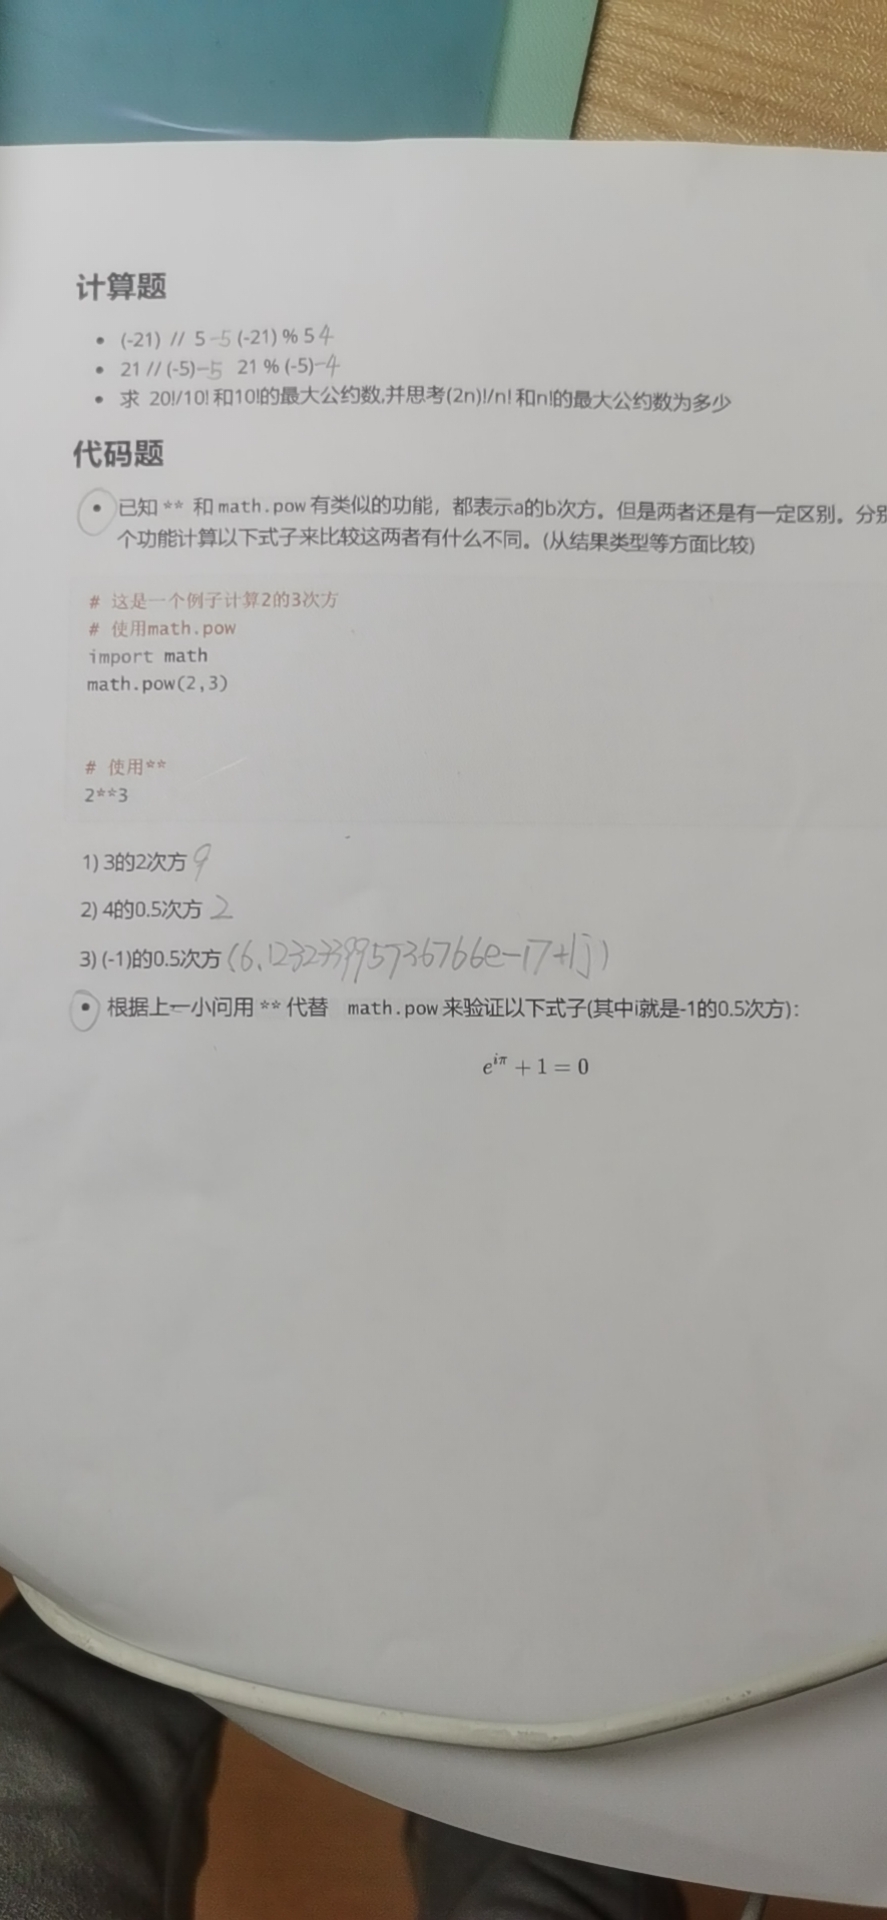 计算题
• (-21) // 5 -5 (-21) % 5 4
• 21 // (-5) -5 21 % (-5) -4
• 求 20!/10! 和10!的最大公约数,并思考(2n)!/n! 和n!的最大公约数为多少
代码题
• 已知 ** 和 math.pow 有类似的功能，都表示a的b次方。但是两者还是有一定区别。分别
个功能计算以下式子来比较这两者有什么不同。(从结果类型等方面比较)
# 这是一个例子计算2的3次方
# 使用math.pow
import math
math.pow(2,3)
# 使用**
2**3
1) 3的2次方 9
2) 4的0.5次方 2
3) (-1)的0.5次方 (6.123233995736766e-17+1j)
• 根据上一小问用 ** 代替 math.pow 来验证以下式子(其中i就是-1的0.5次方)：
e^{iπ} + 1 = 0